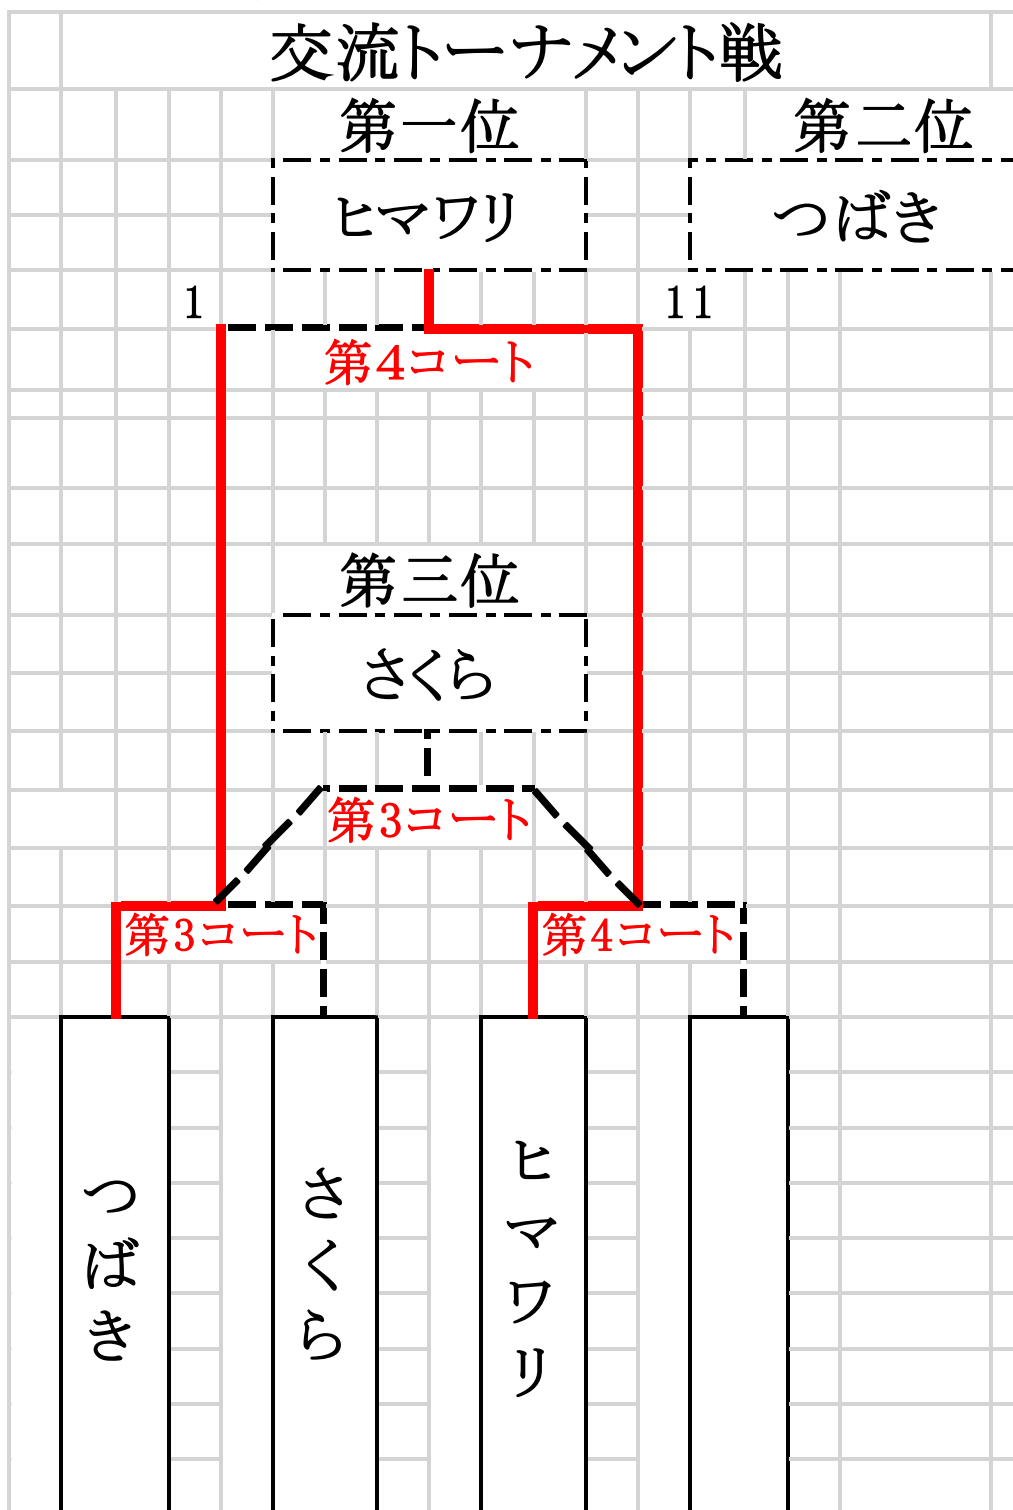 交流トーナメント戦
第一位
第二位
ヒマワリ
つばき
1
11
第4コート
第三位
さくら
第3コート
第3コート
第4コート
つばき
さくら
ヒマワリ